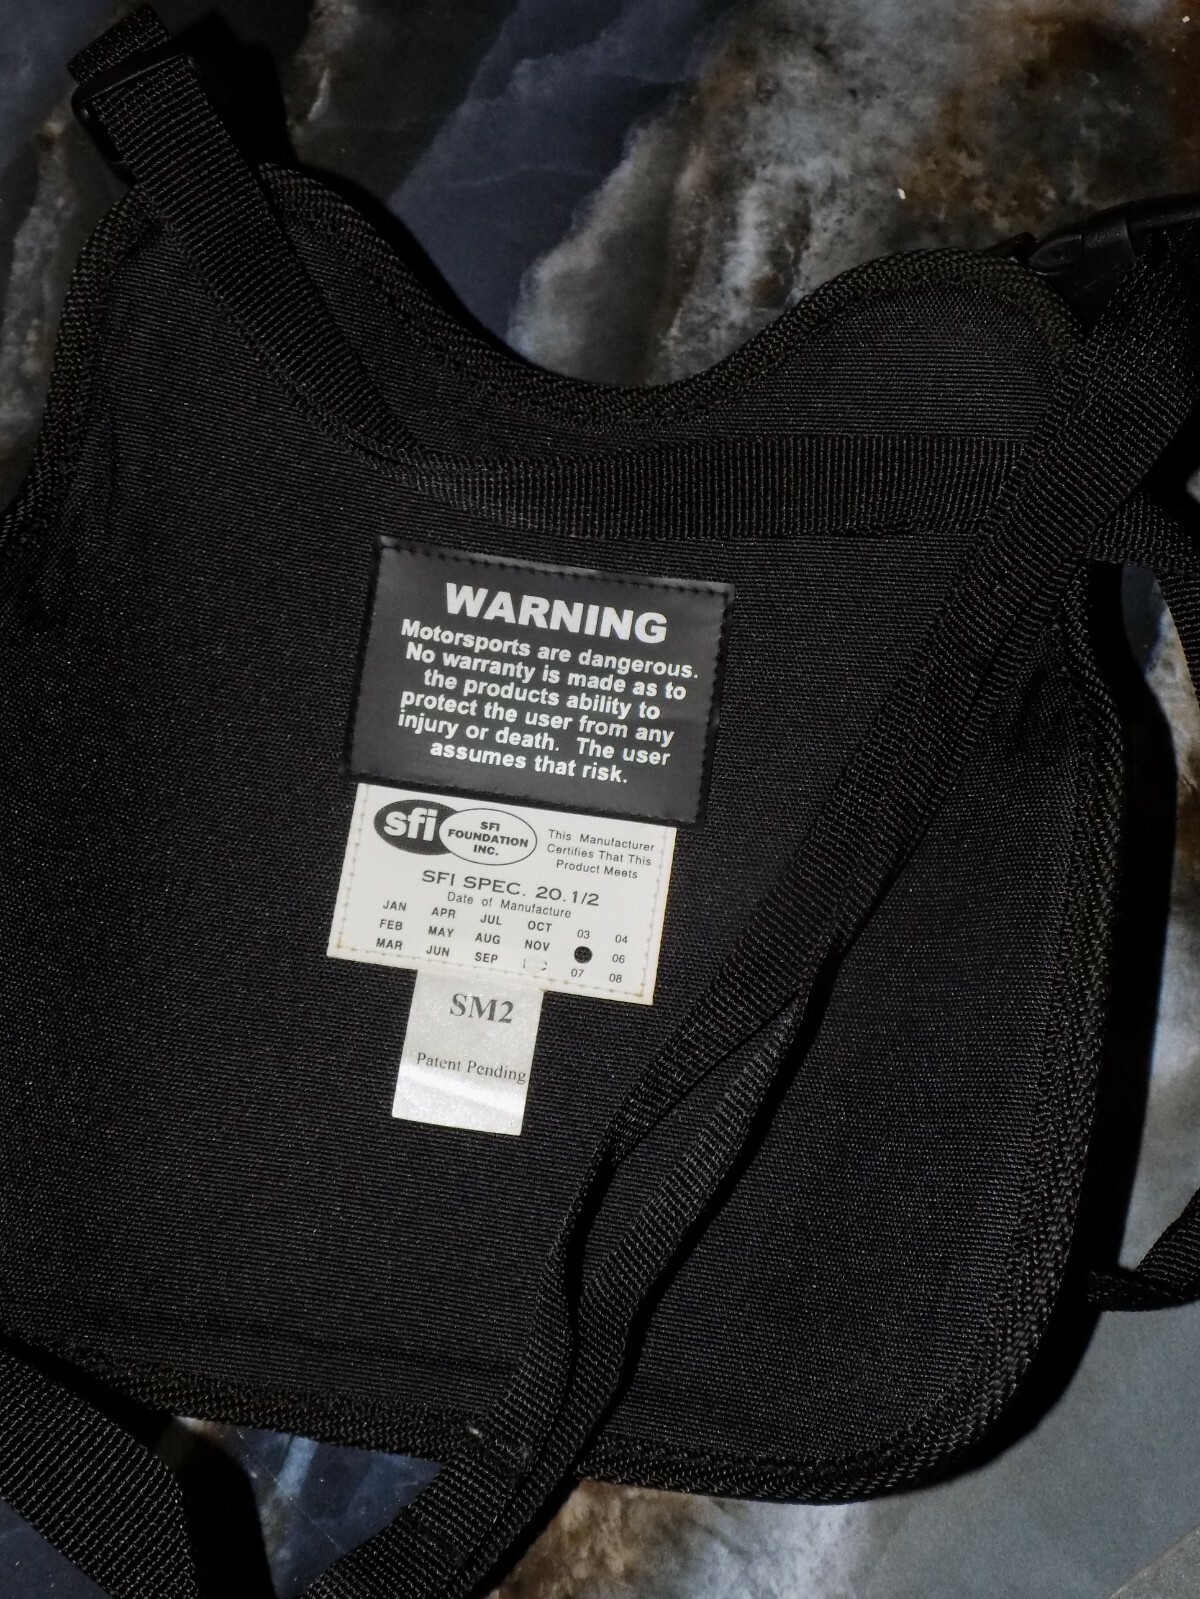 WARNING
Motorsports are dangerous.
No warranty is made as to
the products ability to
protect the user from any
injury or death. The user
assumes that risk.
sfi
SFI
FOUNDATION
INC.
This Manufacturer
Certifies That This
Product Meets
SFI SPEC. 20.1/2
Date of Manufacture
JAN APR JUL OCT 03 04
FEB MAY AUG NOV 06
MAR JUN SEP 07 08
SM2
Patent Pending